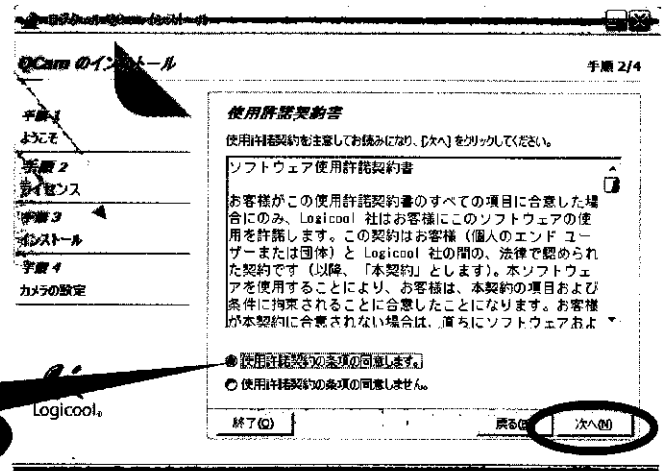 QCam のインストール
手順 2/4
手順 1
ようこそ
手順 2
ライセンス
手順 3
インストール
手順 4
カメラの設定
使用許諾契約書
使用許諾契約を注意してお読みになり、[次へ] をクリックしてください。
ソフトウェア使用許諾契約書
お客様がこの使用許諾契約書のすべての項目に合意した場
合にのみ、Logicool 社はお客様にこのソフトウェアの使
用を許諾します。この契約はお客様（個人のエンド ユー
ザーまたは団体）と Logicool 社の間の、法律で認められ
た契約です（以降、「本契約」とします）。本ソフトウェ
アを使用することにより、お客様は、本契約の項目および
条件に拘束されることに合意したことになります。お客様
が本契約に合意されない場合は、直ちにソフトウェアおよ
使用許諾契約の条項の同意します。
使用許諾契約の条項の同意しません。
Logicool.
終了(Q)
戻る
次へ(N)